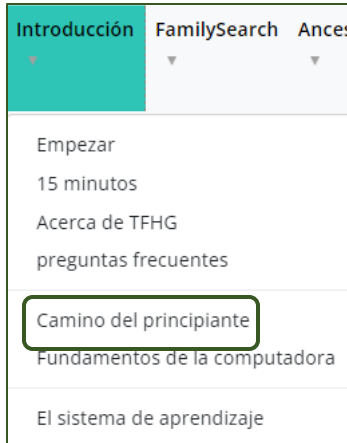 Introducción FamilySearch Ances
Empezar
15 minutos
Acerca de TFHG
preguntas frecuentes
Camino del principiante
Fundamentos de la computadora
El sistema de aprendizaje